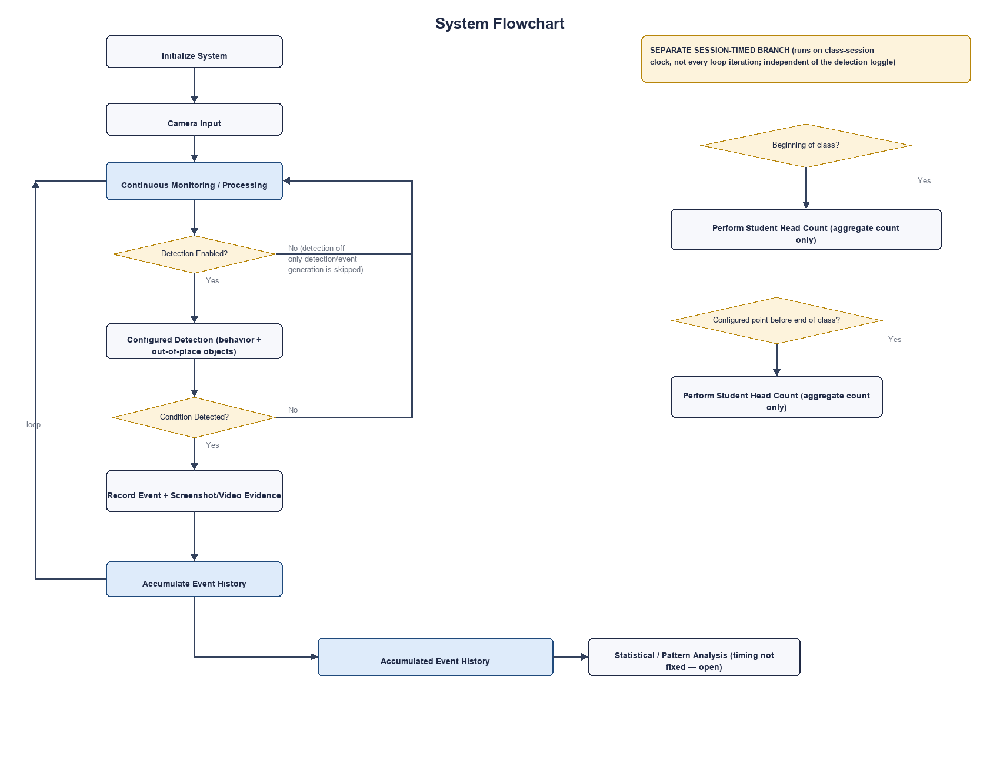 System Flowchart
Initialize System
Camera Input
Continuous Monitoring / Processing
Detection Enabled?
No (detection off —
only detection/event
generation is skipped)
Yes
Configured Detection (behavior +
out-of-place objects)
Condition Detected?
No
Yes
loop
Record Event + Screenshot/Video Evidence
Accumulate Event History
Accumulated Event History
Statistical / Pattern Analysis (timing not
fixed — open)
SEPARATE SESSION-TIMED BRANCH (runs on class-session
clock, not every loop iteration; independent of the detection toggle)
Beginning of class?
Yes
Perform Student Head Count (aggregate count
only)
Configured point before end of class?
Yes
Perform Student Head Count (aggregate count
only)